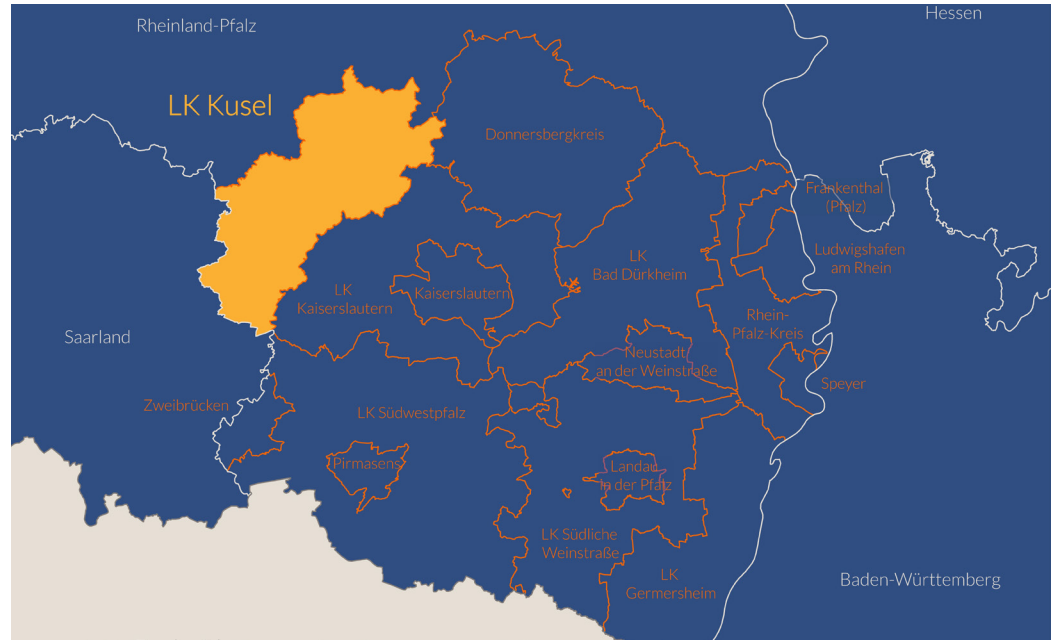 Rheinland-Pfalz
Hessen
LK Kusel
Donnersbergkreis
Frankenthal
(Pfalz)
Ludwigshafen
am Rhein
LK
Bad Dürkheim
LK
Kaiserslautern
Kaiserslautern
Rhein-
Pfalz-Kreis
Saarland
Neustadt
an der Weinstraße
Speyer
Zweibrücken
LK Südwestpfalz
Pirmasens
Landau
in der Pfalz
LK Südliche
Weinstraße
LK
Germersheim
Baden-Württemberg